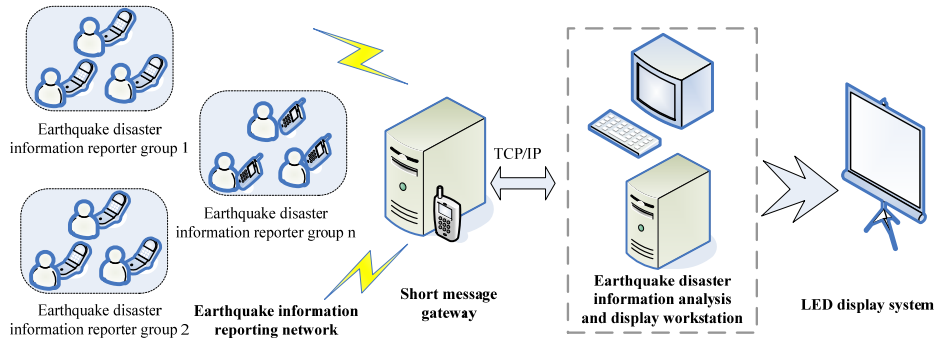 Earthquake disaster
information reporter group 1
Earthquake disaster
information reporter group n
Earthquake disaster
information reporter group 2
Earthquake information
reporting network
Short message
gateway
TCP/IP
Earthquake disaster
information analysis
and display workstation
LED display system